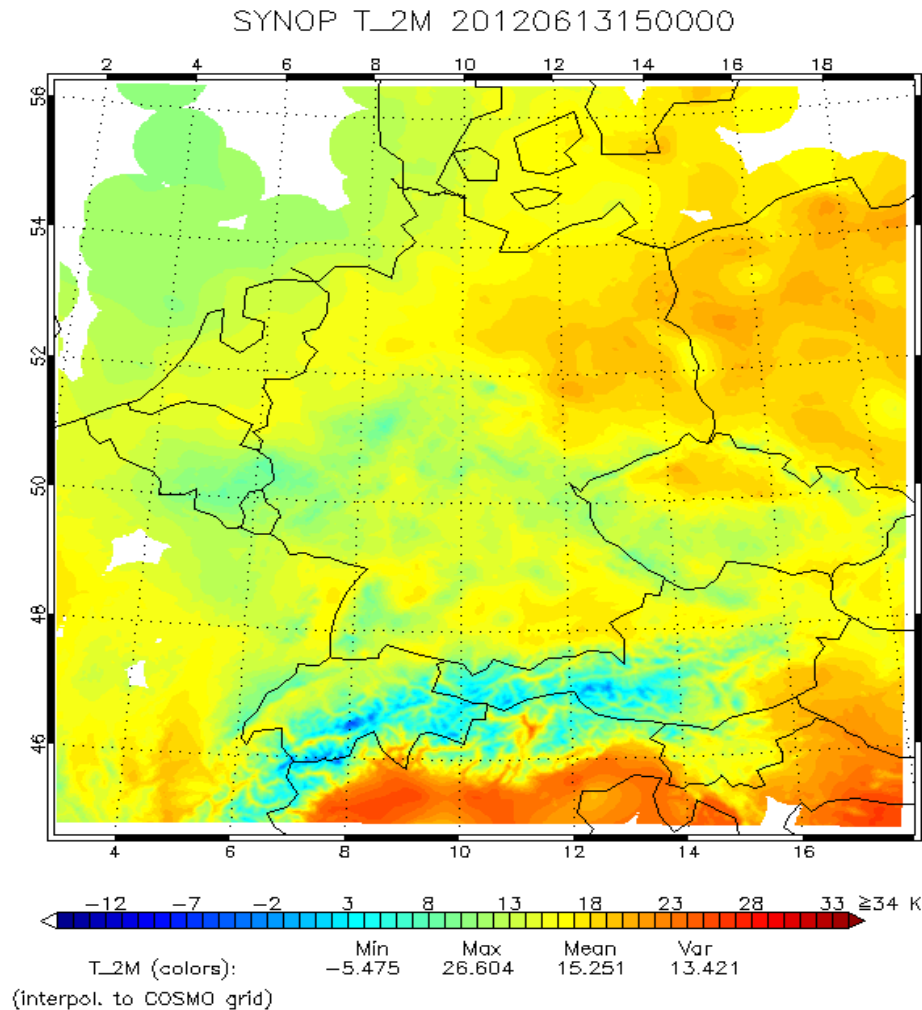 SYNOP T_2M 20120613150000
2 4 6 8 10 12 14 16 18
56
54
52
50
48
46
4 6 8 10 12 14 16
−12 −7 −2 3 8 13 18 23 28 33 ≥34 K
Min Max Mean Var
T_2M (colors): −5.475 26.604 15.251 13.421
(interpol. to COSMO grid)